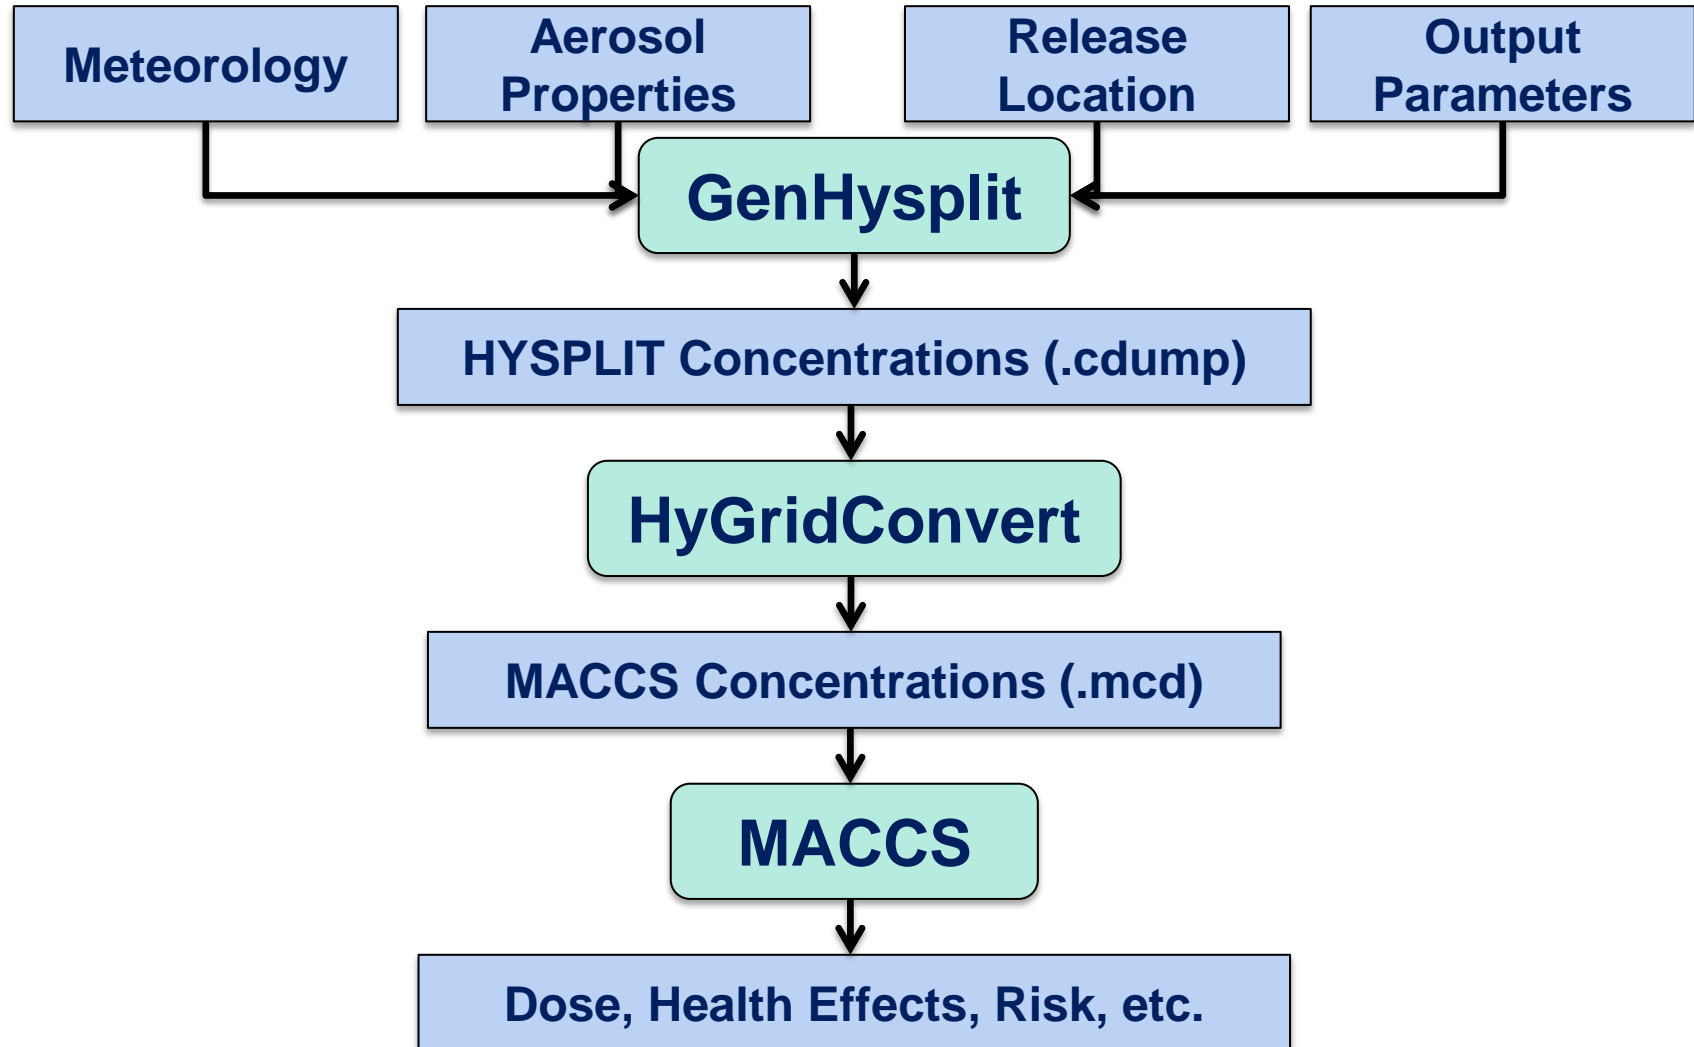 Meteorology
Aerosol
Properties
Release
Location
Output
Parameters
GenHysplit
HYSPLIT Concentrations (.cdump)
HyGridConvert
MACCS Concentrations (.mcd)
MACCS
Dose, Health Effects, Risk, etc.